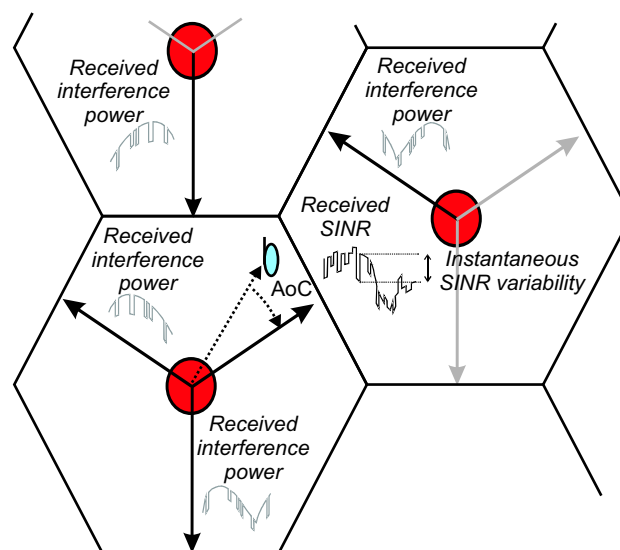 Received
interference
power
Received
interference
power
Received
SINR
Instantaneous
SINR variability
Received
interference
power
AoC
Received
interference
power